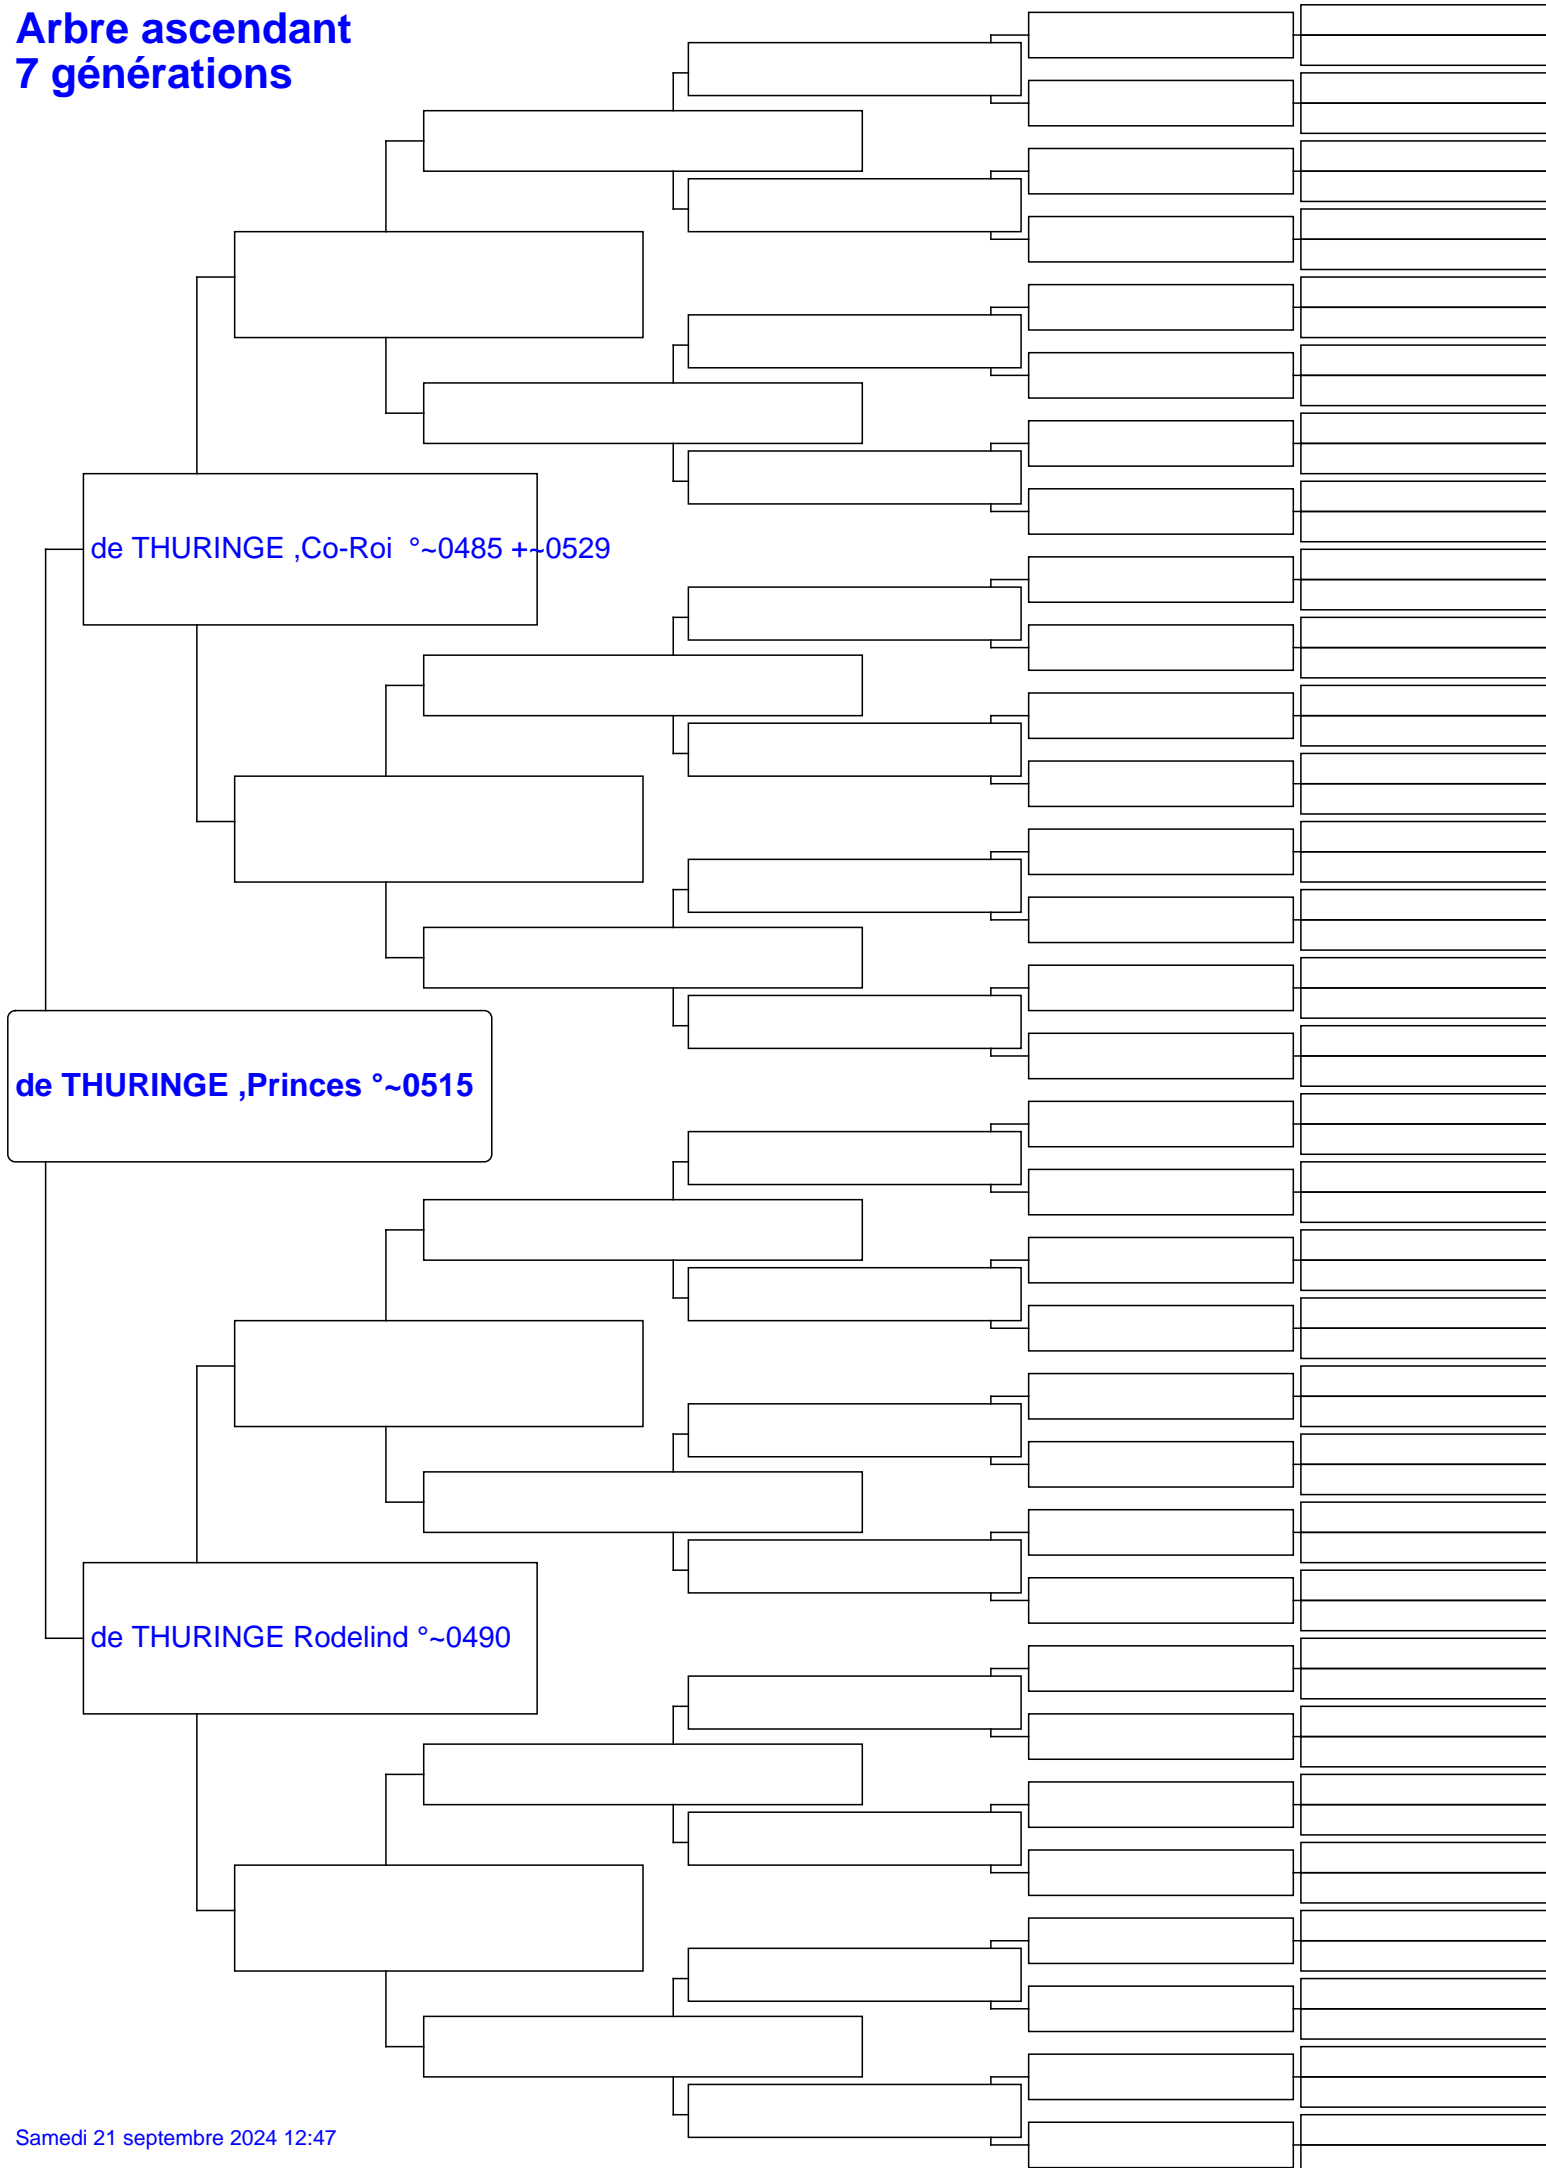 Arbre ascendant
7 générations
de THURINGE ,Co-Roi  °~0485 +~0529
de THURINGE ,Princes °~0515
de THURINGE Rodelind °~0490
Samedi 21 septembre 2024 12:47